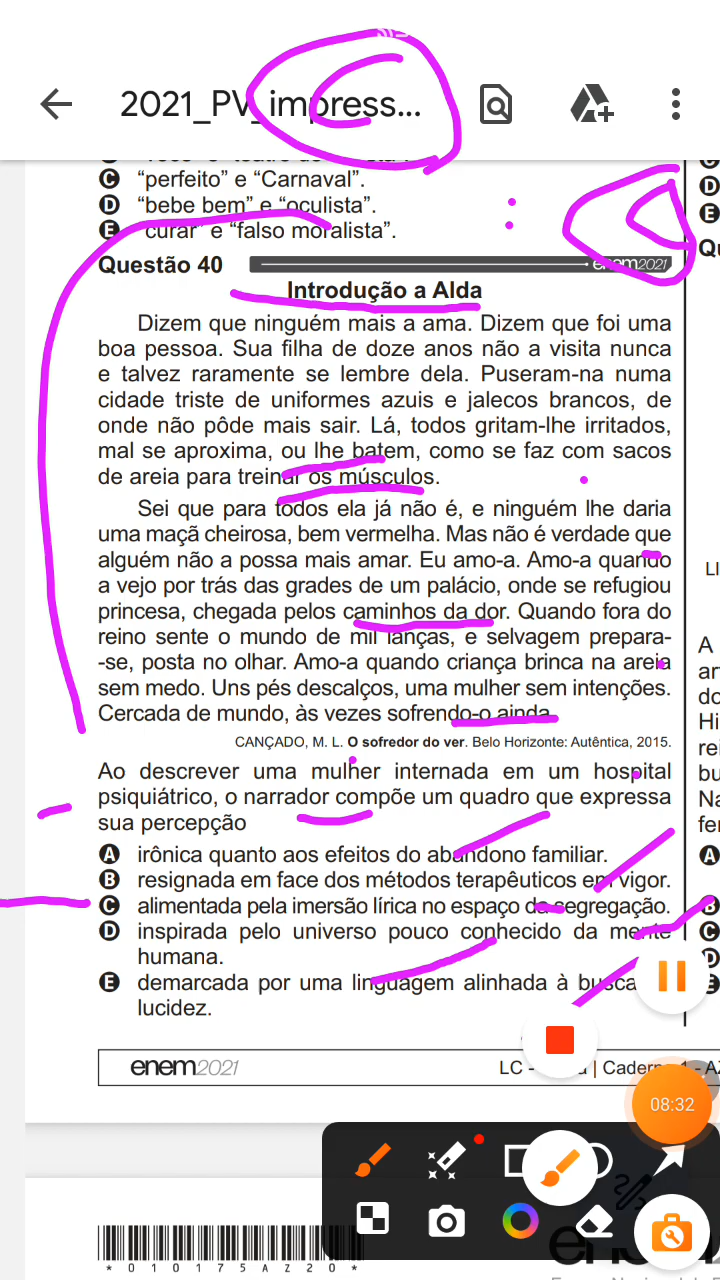 2021_PV_impress...
C "perfeito" e "Carnaval".
D "bebe bem" e "oculista".
E "curar" e "falso moralista".
Questão 40
enem2021
Introdução a Alda
Dizem que ninguém mais a ama. Dizem que foi uma
boa pessoa. Sua filha de doze anos não a visita nunca
e talvez raramente se lembre dela. Puseram-na numa
cidade triste de uniformes azuis e jalecos brancos, de
onde não pôde mais sair. Lá, todos gritam-lhe irritados,
mal se aproxima, ou lhe batem, como se faz com sacos
de areia para treinar os músculos.
Sei que para todos ela já não é, e ninguém lhe daria
uma maçã cheirosa, bem vermelha. Mas não é verdade que
alguém não a possa mais amar. Eu amo-a. Amo-a quando
a vejo por trás das grades de um palácio, onde se refugiou
princesa, chegada pelos caminhos da dor. Quando fora do
reino sente o mundo de mil lanças, e selvagem prepara-
-se, posta no olhar. Amo-a quando criança brinca na areia
sem medo. Uns pés descalços, uma mulher sem intenções.
Cercada de mundo, às vezes sofrendo-o ainda.
CANÇADO, M. L. O sofredor do ver. Belo Horizonte: Autêntica, 2015.
Ao descrever uma mulher internada em um hospital
psiquiátrico, o narrador compõe um quadro que expressa
sua percepção
A irônica quanto aos efeitos do abandono familiar.
B resignada em face dos métodos terapêuticos em vigor.
C alimentada pela imersão lírica no espaço da segregação.
D inspirada pelo universo pouco conhecido da mente
humana.
E demarcada por uma linguagem alinhada à busca
lucidez.
enem2021
LC - | Caderno 1 - AZ
08:32
*010175AZ20*